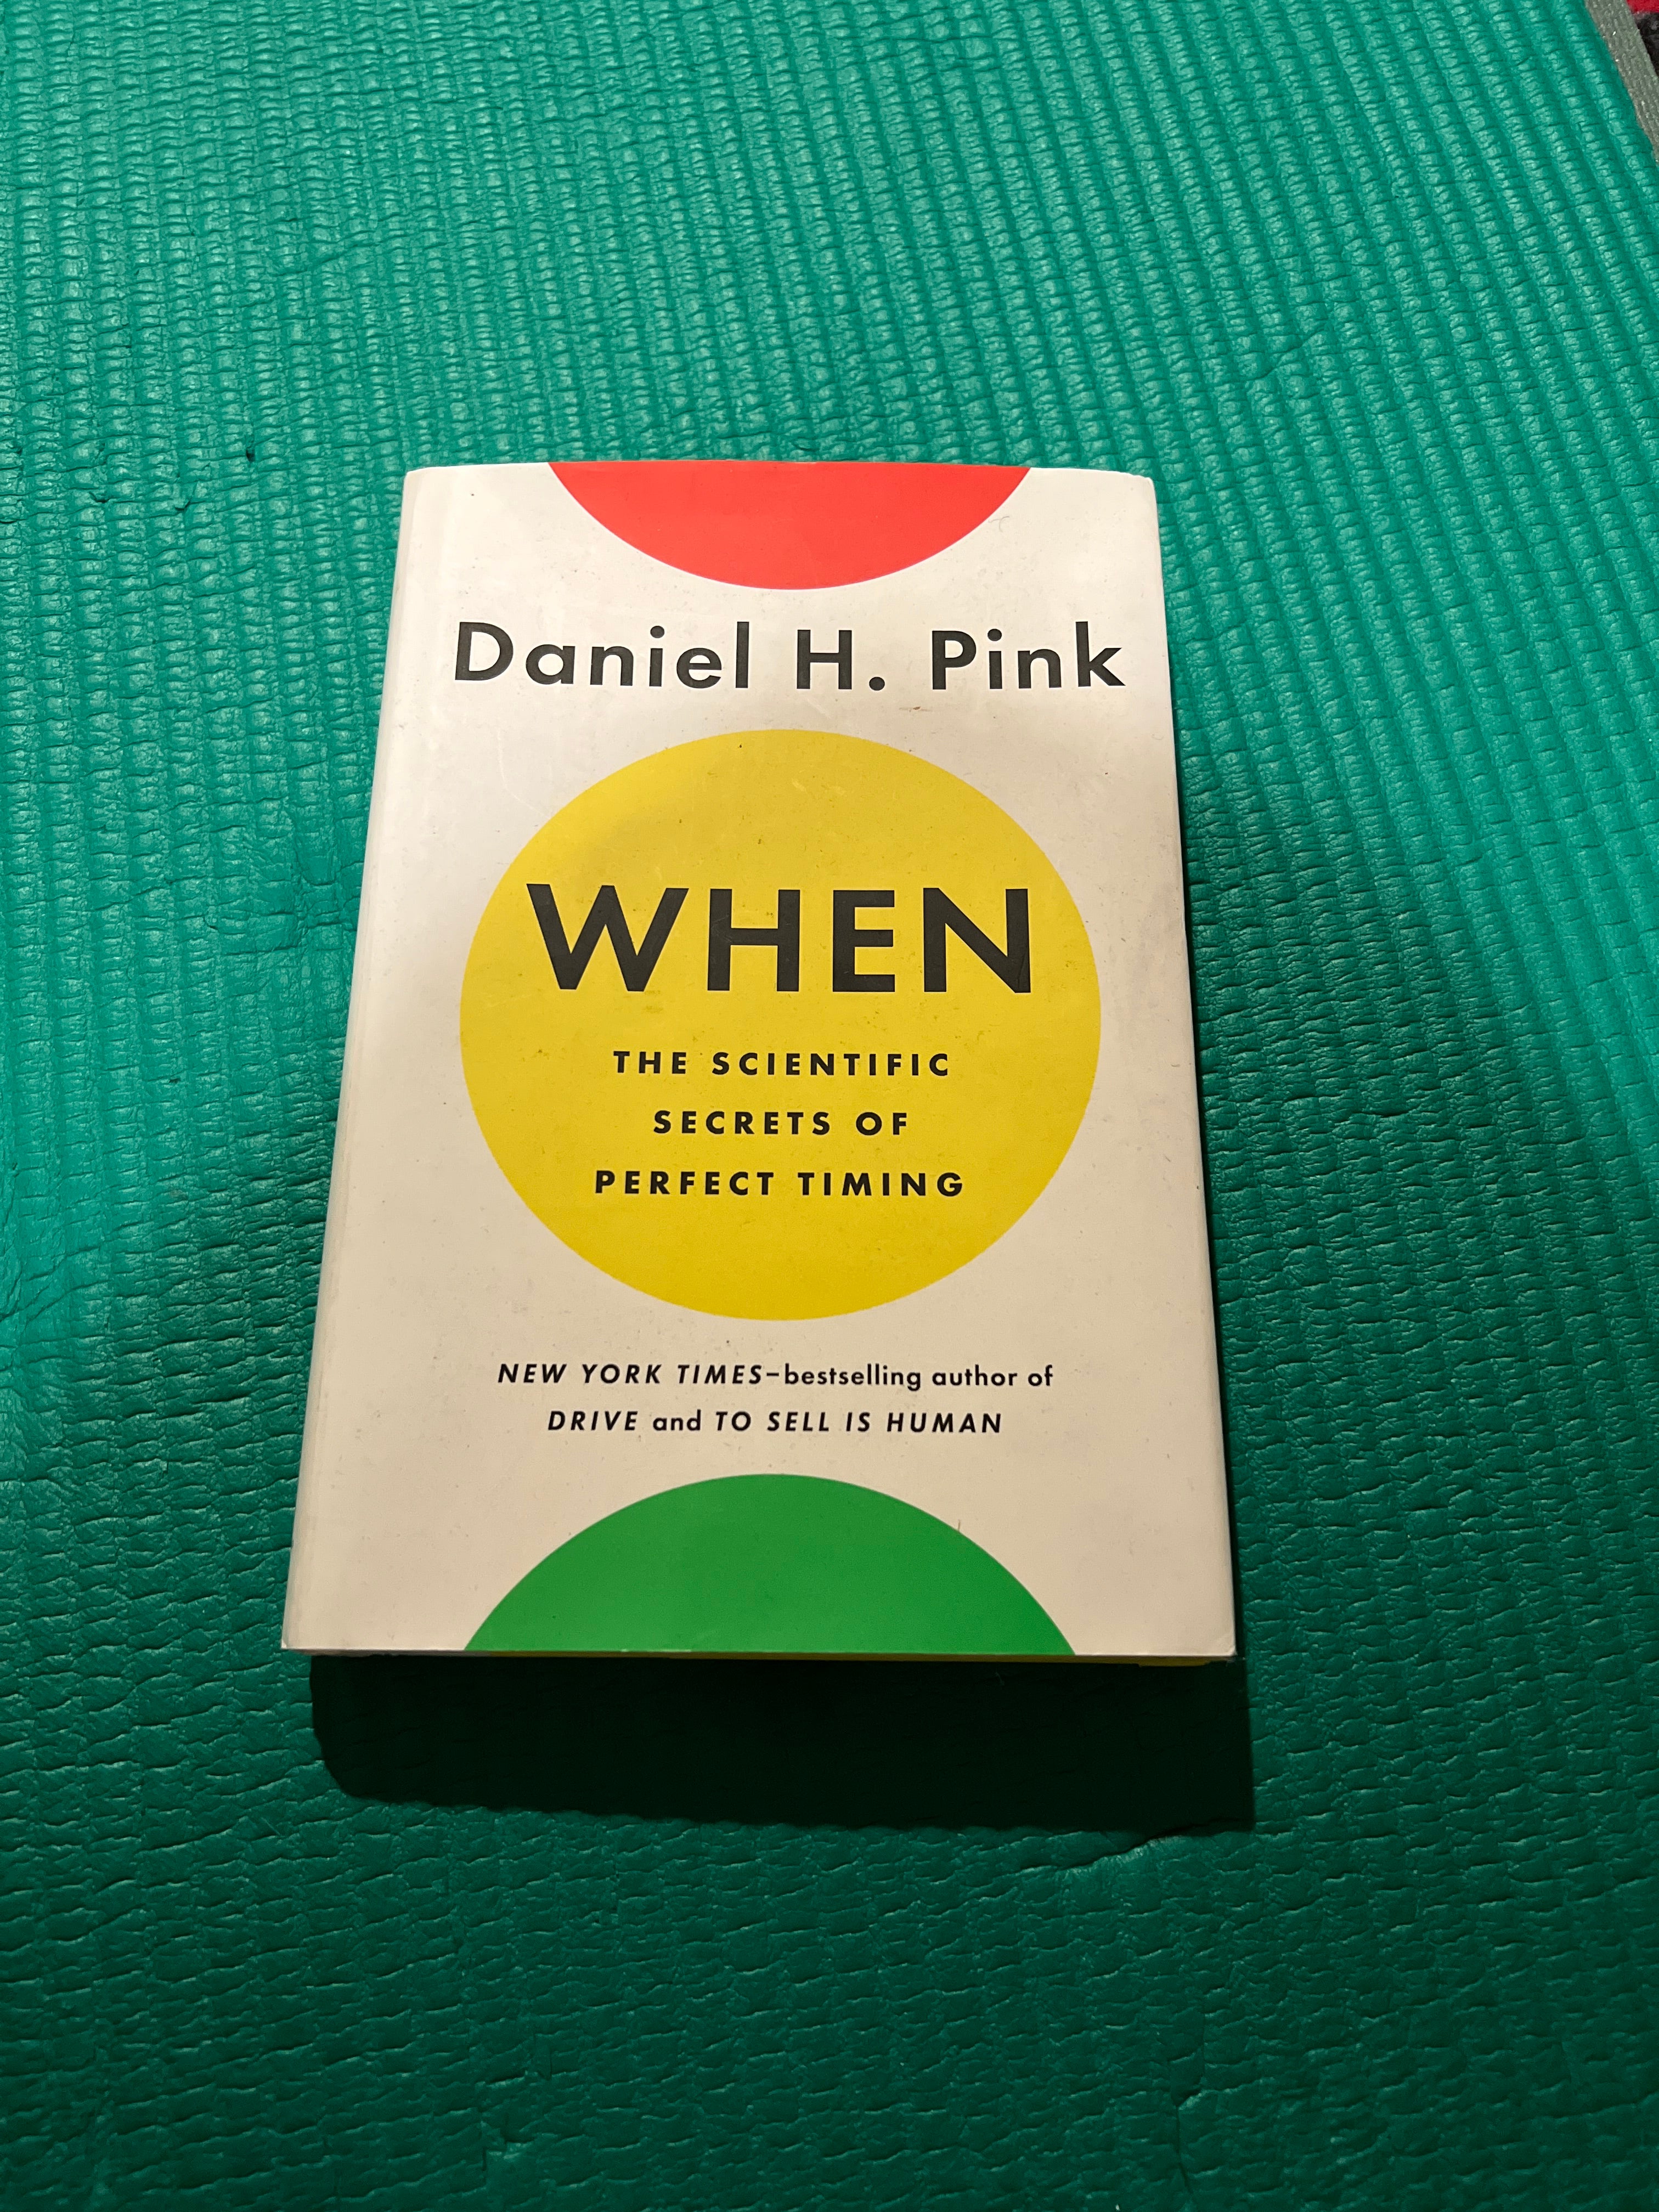 Daniel H. Pink
WHEN
THE SCIENTIFIC
SECRETS OF
PERFECT TIMING
NEW YORK TIMES–bestselling author of
DRIVE and TO SELL IS HUMAN